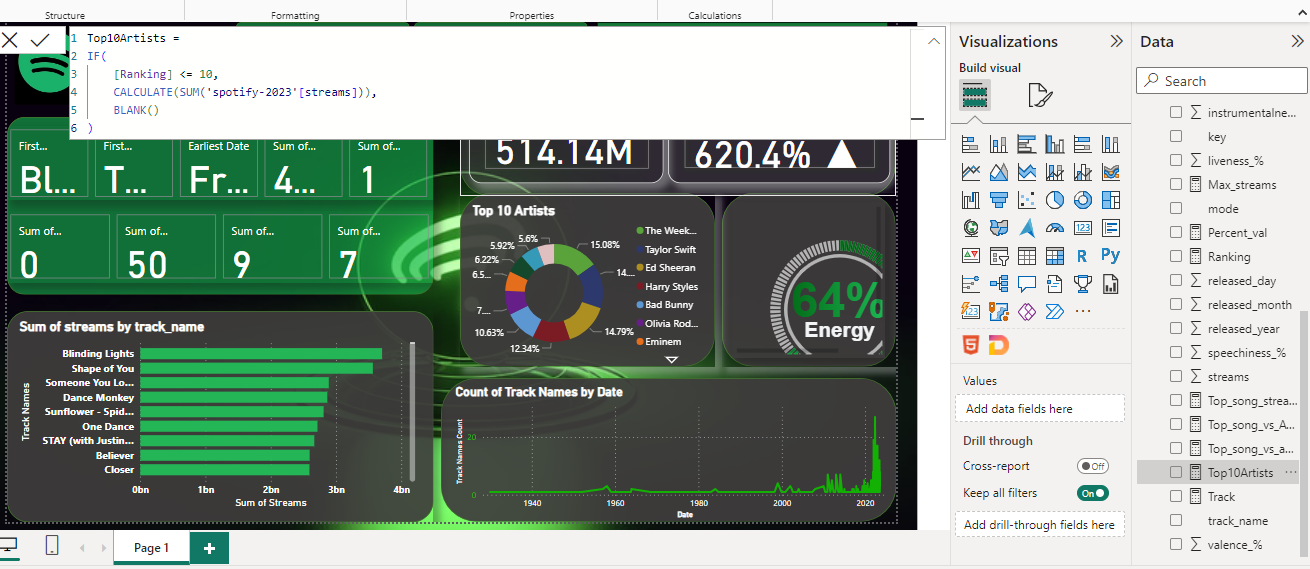 Structure
Formatting
Properties
Calculations
1 Top10Artists =
2 IF(
3 [Ranking] <= 10,
4 CALCULATE(SUM('spotify-2023'[streams])),
5 BLANK()
6 )
First...
Bl...
First...
T...
Earliest Date
Fr...
Sum of...
4...
Sum of...
1
Sum of...
0
Sum of...
50
Sum of...
9
Sum of...
7
514.14M
620.4% ▲
Top 10 Artists
15.08%
14....
14.79%
12.34%
10.63%
7....
6.5...
6.22%
5.92%
5.6%
The Week...
Taylor Swift
Ed Sheeran
Harry Styles
Bad Bunny
Olivia Rod...
Eminem
64%
Energy
Sum of streams by track_name
Track Names
Blinding Lights
Shape of You
Someone You Lo...
Dance Monkey
Sunflower - Spid...
One Dance
STAY (with Justin...
Believer
Closer
0bn
1bn
2bn
3bn
4bn
Sum of Streams
Count of Track Names by Date
Track Names Count
20
0
1940
1960
1980
2000
2020
Date
Page 1
+
Visualizations
Build visual
R
Py
123
...
Values
Add data fields here
Drill through
Cross-report
Off
Keep all filters
On
Add drill-through fields here
Data
Search
instrumentalne...
key
liveness_%
Max_streams
mode
Percent_val
Ranking
released_day
released_month
released_year
speechiness_%
streams
Top_song_strea...
Top_song_vs_A...
Top_song_vs_a...
Top10Artists
...
Track
track_name
valence_%